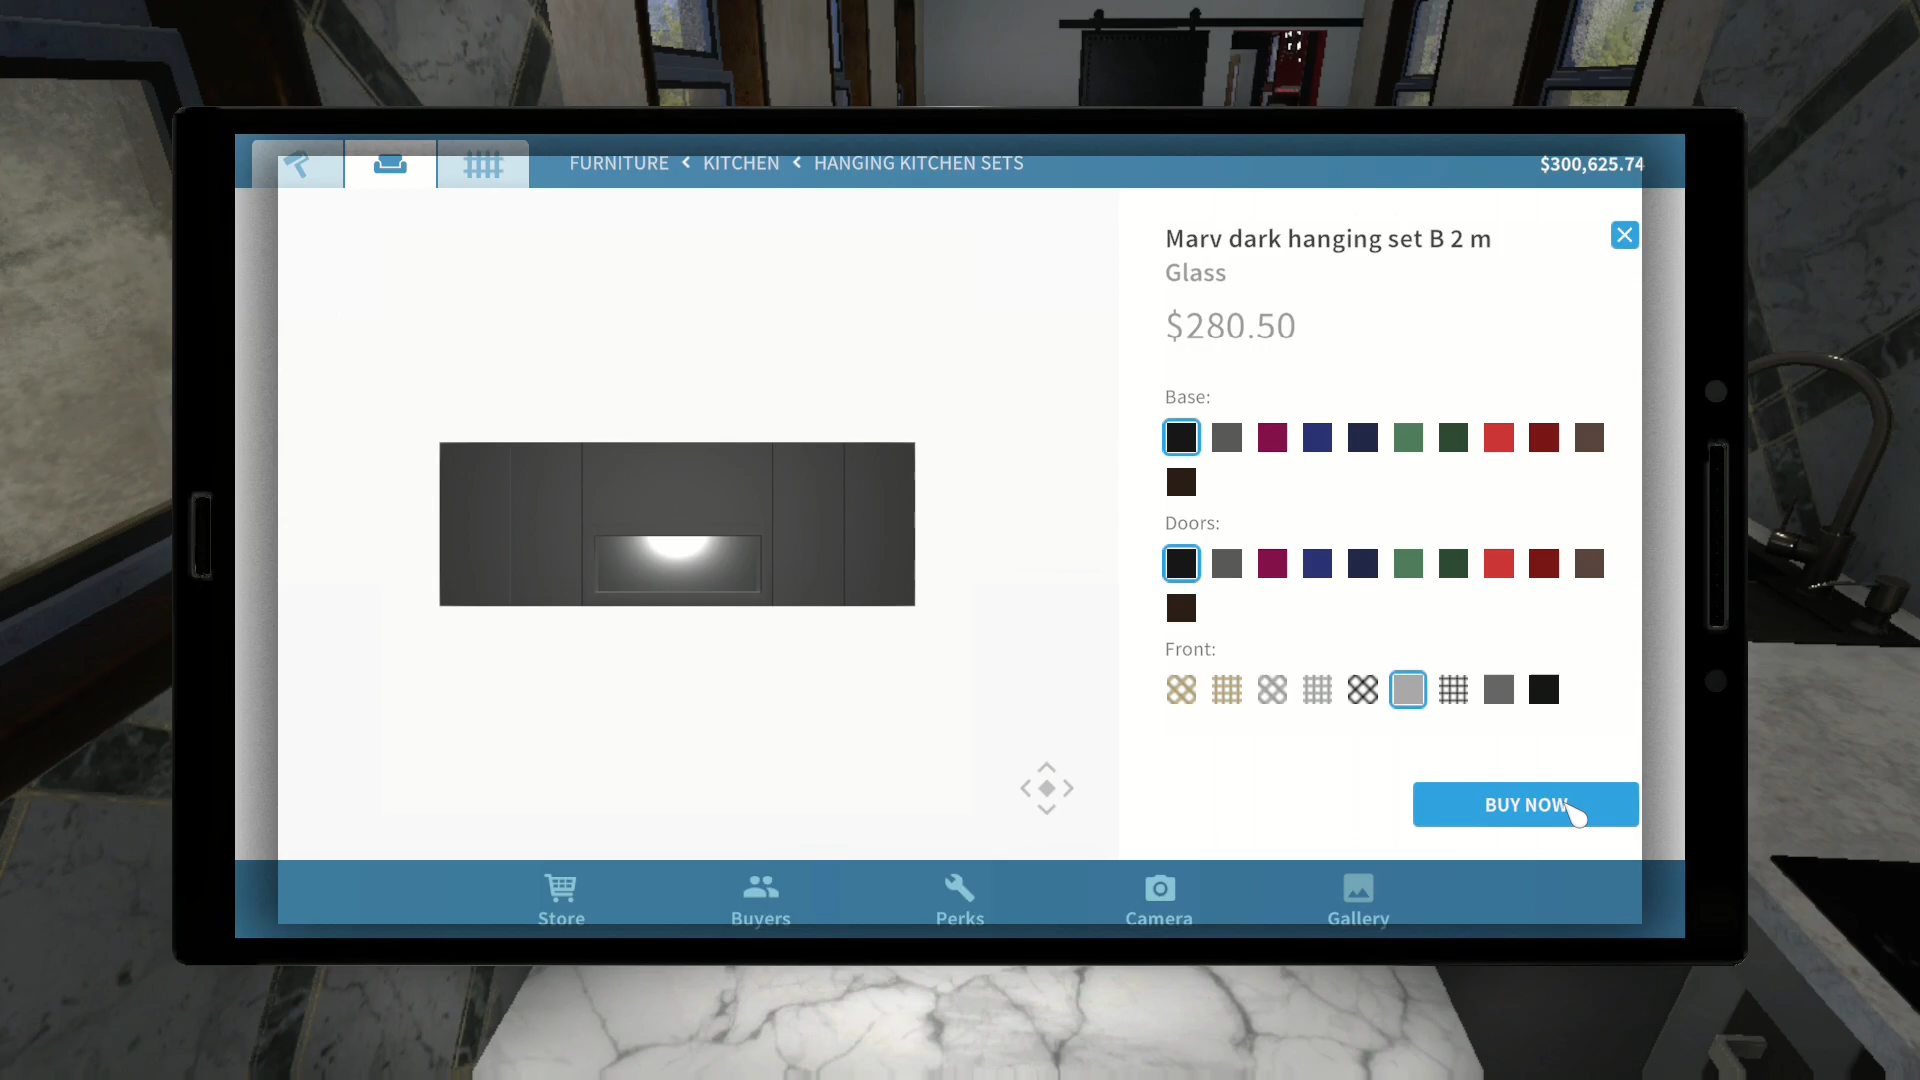 FURNITURE < KITCHEN < HANGING KITCHEN SETS
$300,625.74
Marv dark hanging set B 2 m
Glass
$280.50
Base:
Doors:
Front:
BUY NOW
Store
Buyers
Perks
Camera
Gallery